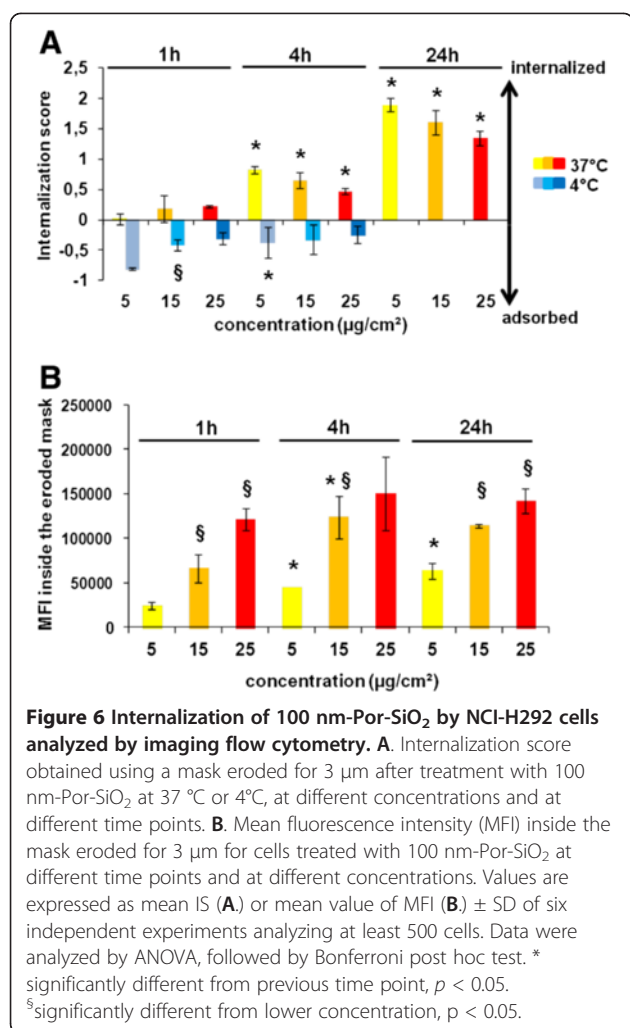 A
1h 4h 24h
internalized
2,5
2
1,5
1
0,5
0
-0,5
-1
Internalization score
* * * * * *
§ *
37°C
4°C
5 15 25 5 15 25 5 15 25
concentration (µg/cm²)
adsorbed
B
250000
200000
150000
100000
50000
0
MFI inside the eroded mask
1h 4h 24h
§ § * * § * § §
5 15 25 5 15 25 5 15 25
concentration (µg/cm²)
Figure 6 Internalization of 100 nm-Por-SiO₂ by NCI-H292 cells
analyzed by imaging flow cytometry. A. Internalization score
obtained using a mask eroded for 3 µm after treatment with 100
nm-Por-SiO₂ at 37 °C or 4°C, at different concentrations and at
different time points. B. Mean fluorescence intensity (MFI) inside the
mask eroded for 3 µm for cells treated with 100 nm-Por-SiO₂ at
different time points and at different concentrations. Values are
expressed as mean IS (A.) or mean value of MFI (B.) ± SD of six
independent experiments analyzing at least 500 cells. Data were
analyzed by ANOVA, followed by Bonferroni post hoc test. *
significantly different from previous time point, p < 0.05.
§significantly different from lower concentration, p < 0.05.